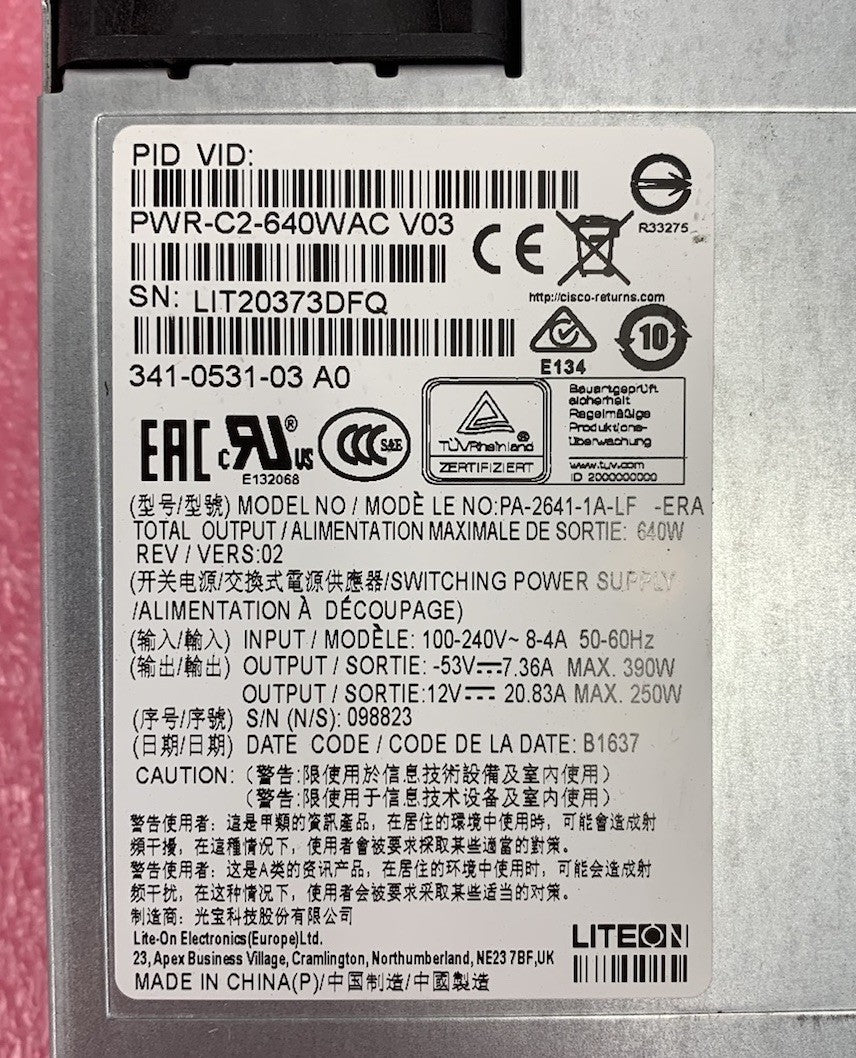 PID VID:
PWR-C2-640WAC V03
R33275
CE
SN: LIT20373DFQ
http://cisco-returns.com
341-0531-03 A0
E134
10
EAC
c RU ® US
E132068
CCC S&E
TÜVRheinland®
ZERTIFIZIERT
Bauartgeprüft
sicherheit
Regelmäßige
Produktions-
überwachung
www.tuv.com
ID 2000000000
(型号/型號) MODEL NO / MODÈ LE NO:PA-2641-1A-LF -ERA
TOTAL OUTPUT / ALIMENTATION MAXIMALE DE SORTIE: 640W
REV / VERS:02
(开关电源/交換式電源供應器/SWITCHING POWER SUPPLY
/ALIMENTATION À DÉCOUPAGE)
(输入/輸入) INPUT / MODÈLE: 100-240V~ 8-4A 50-60Hz
(输出/輸出) OUTPUT / SORTIE: -53V⎓7.36A MAX. 390W
OUTPUT / SORTIE:12V⎓ 20.83A MAX. 250W
(序号/序號) S/N (N/S): 098823
(日期/日期) DATE CODE / CODE DE LA DATE: B1637
CAUTION: (警告:限使用於信息技術設備及室内使用)
(警告:限使用于信息技术设备及室内使用)
警告使用者: 這是甲類的資訊產品, 在居住的環境中使用時, 可能會造成射
頻干擾, 在這種情況下, 使用者會被要求採取某些適當的對策。
警告使用者: 这是A类的资讯产品, 在居住的环境中使用时, 可能会造成射
频干扰, 在这种情况下, 使用者会被要求采取某些适当的对策。
制造商: 光宝科技股份有限公司
Lite-On Electronics(Europe)Ltd.
LITEON
23, Apex Business Village, Cramlington, Northumberland, NE23 7BF,UK
MADE IN CHINA(P)/中国制造/中國製造